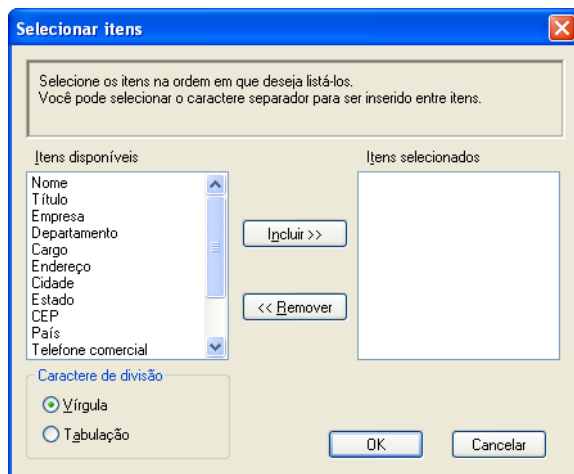 Selecionar itens
Selecione os itens na ordem em que deseja listá-los.
Você pode selecionar o caractere separador para ser inserido entre itens.
Itens disponíveis
Itens selecionados
Nome
Título
Empresa
Departamento
Cargo
Endereço
Cidade
Estado
CEP
País
Telefone comercial
Incluir >>
<< Remover
Caractere de divisão
Vírgula
Tabulação
OK
Cancelar